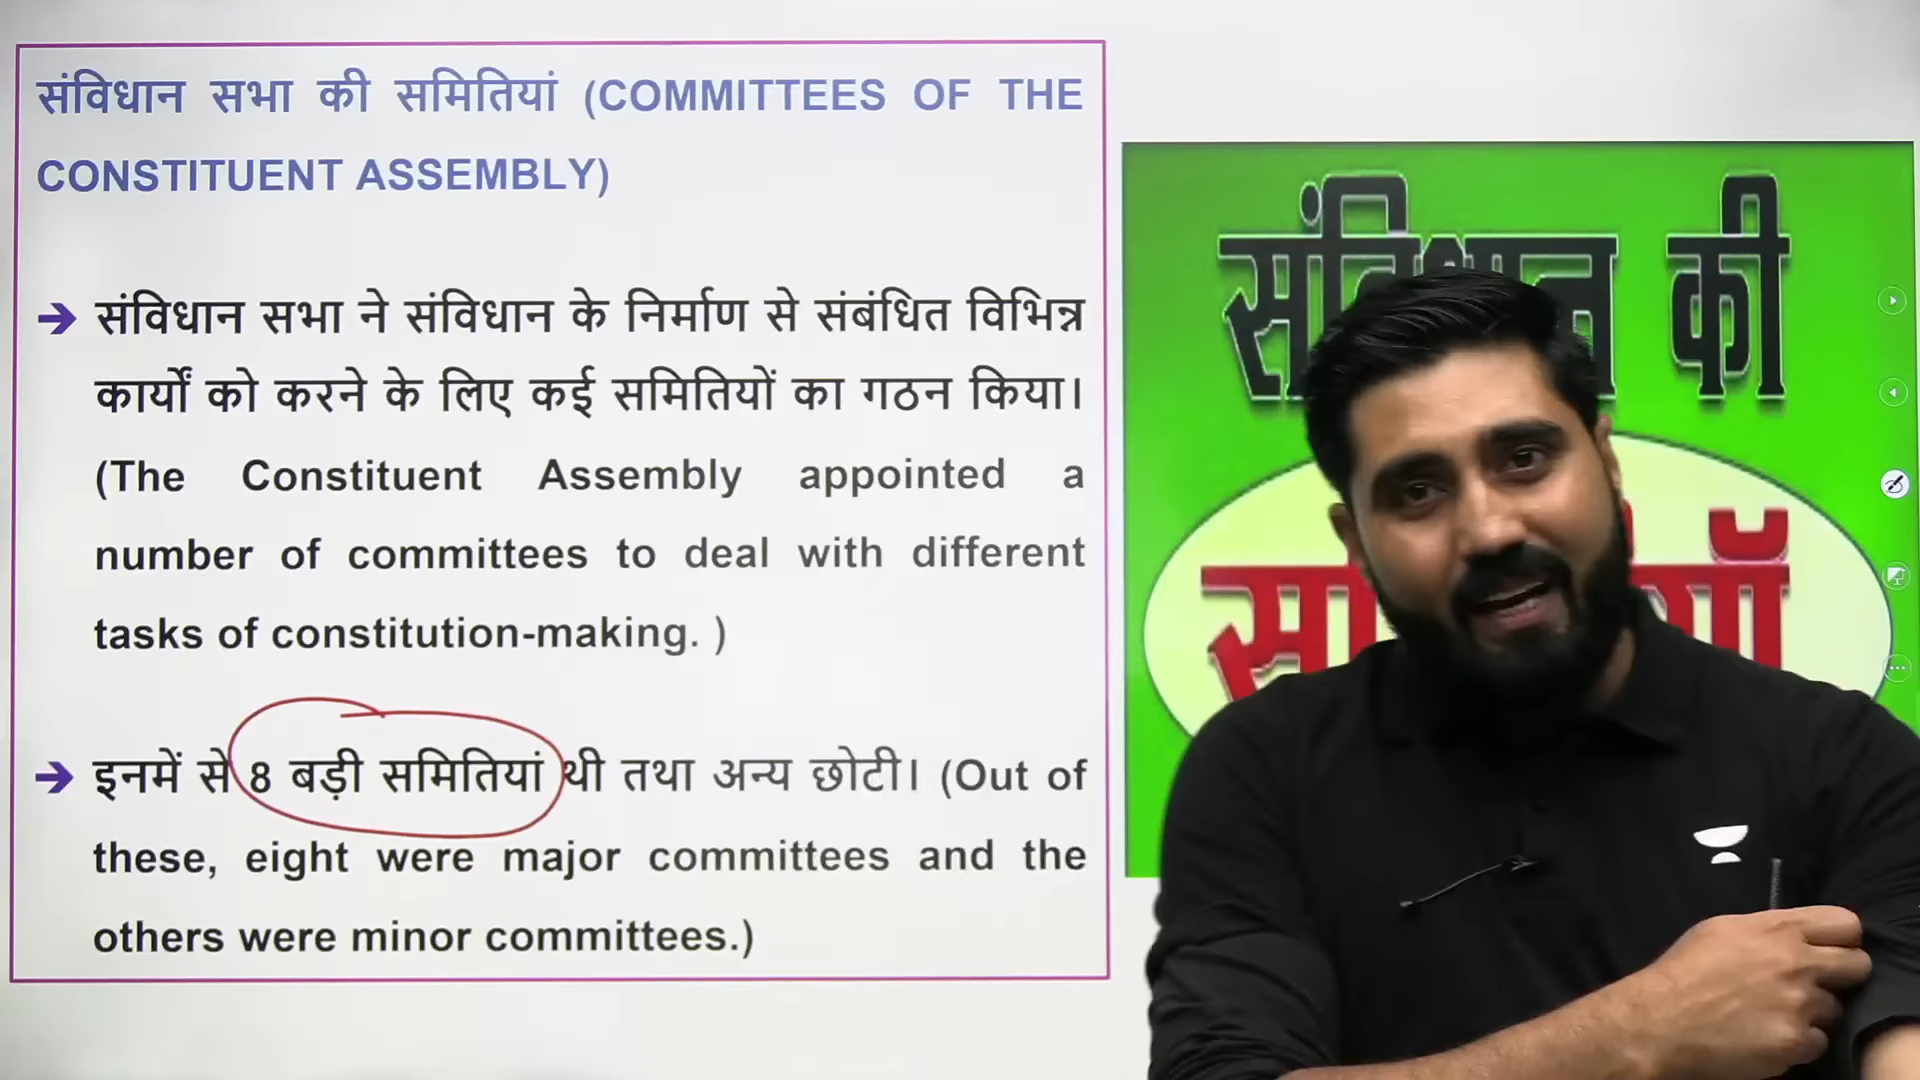 संविधान सभा की समितियां (COMMITTEES OF THE
CONSTITUENT ASSEMBLY)
➔ संविधान सभा ने संविधान के निर्माण से संबंधित विभिन्न
कार्यों को करने के लिए कई समितियों का गठन किया।
(The Constituent Assembly appointed a
number of committees to deal with different
tasks of constitution-making. )
➔ इनमें से 8 बड़ी समितियां थी तथा अन्य छोटी। (Out of
these, eight were major committees and the
others were minor committees.)
संविधान की